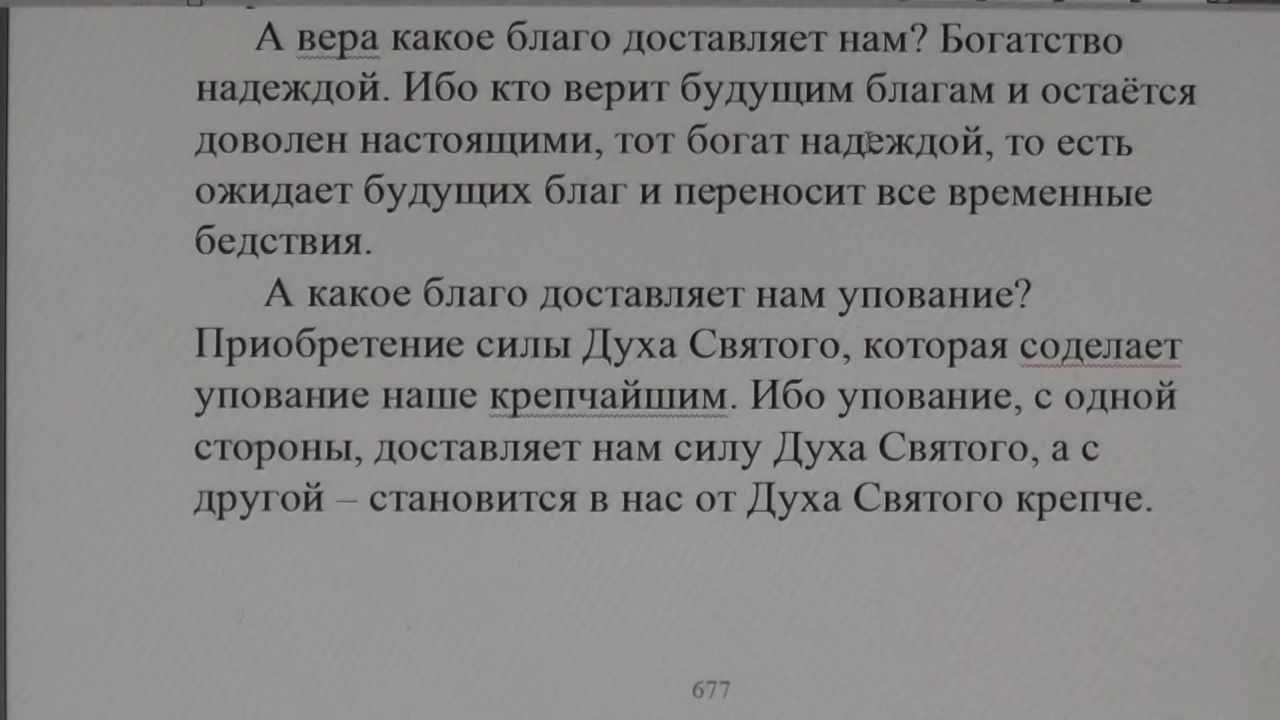 А вера какое благо доставляет нам? Богатство
надеждой. Ибо кто верит будущим благам и остаётся
доволен настоящими, тот богат надеждой, то есть
ожидает будущих благ и переносит все временные
бедствия.
А какое благо доставляет нам упование?
Приобретение силы Духа Святого, которая соделает
упование наше крепчайшим. Ибо упование, с одной
стороны, доставляет нам силу Духа Святого, а с
другой – становится в нас от Духа Святого крепче.
677